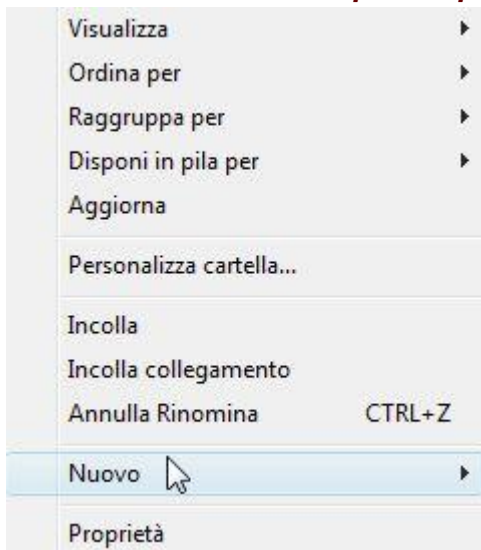 Visualizza
Ordina per
Raggruppa per
Disponi in pila per
Aggiorna
Personalizza cartella...
Incolla
Incolla collegamento
Annulla Rinomina CTRL+Z
Nuovo
Proprietà